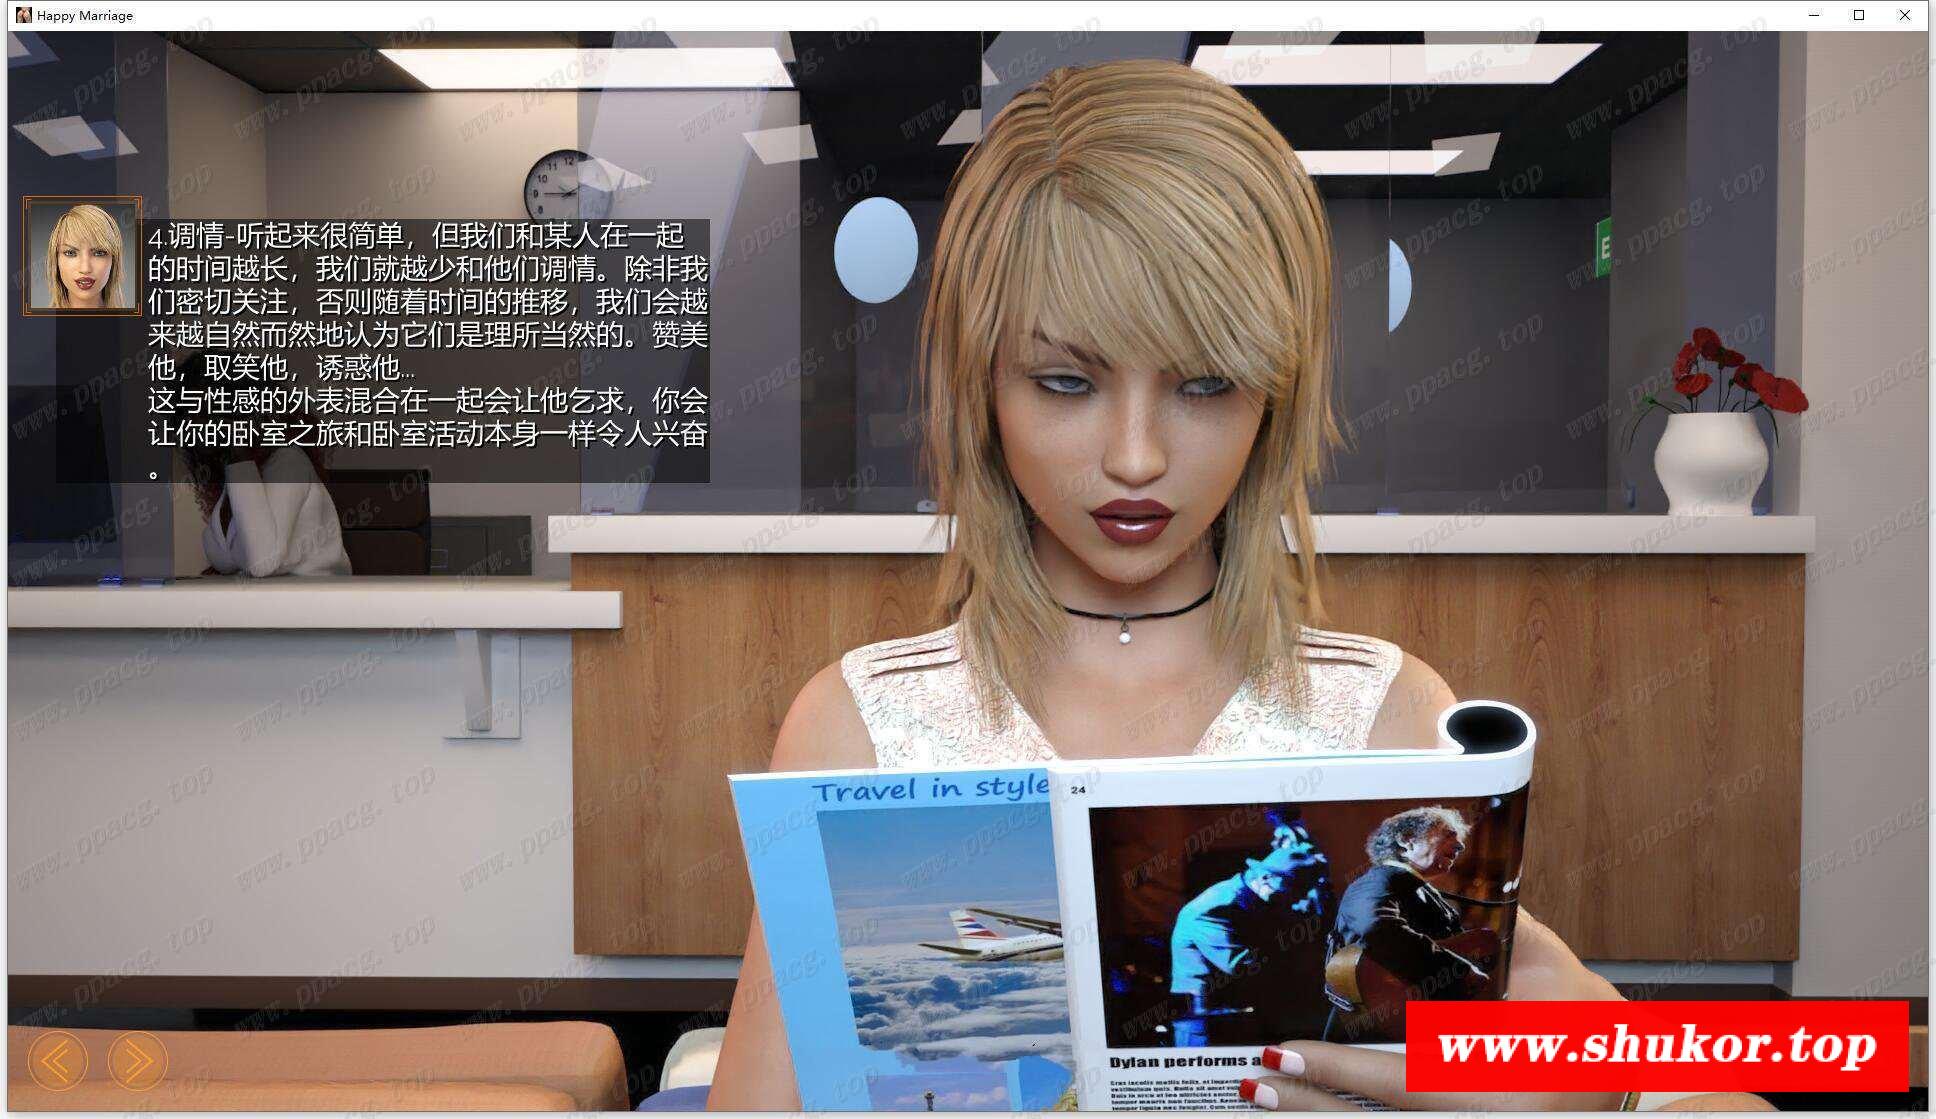 Happy Marriage
4.调情-听起来很简单，但我们和某人在一起
的时间越长，我们就越少和他们调情。除非我
们密切关注，否则随着时间的推移，我们会越
来越自然而然地认为它们是理所当然的。赞美
他，取笑他，诱惑他...
这与性感的外表混合在一起会让他乞求，你会
让你的卧室之旅和卧室活动本身一样令人兴奋
。
11 12
10
9
8
E
Travel in style
24
Dylan performs a
www.ppacg.top
www.shukor.top